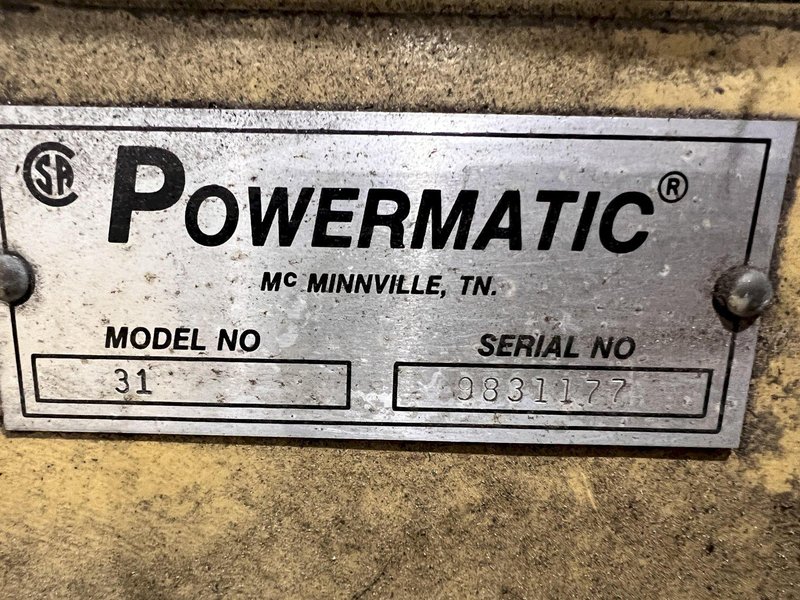 SA POWERMATIC®
Mc MINNVILLE, TN.
MODEL NO SERIAL NO
31 9831177